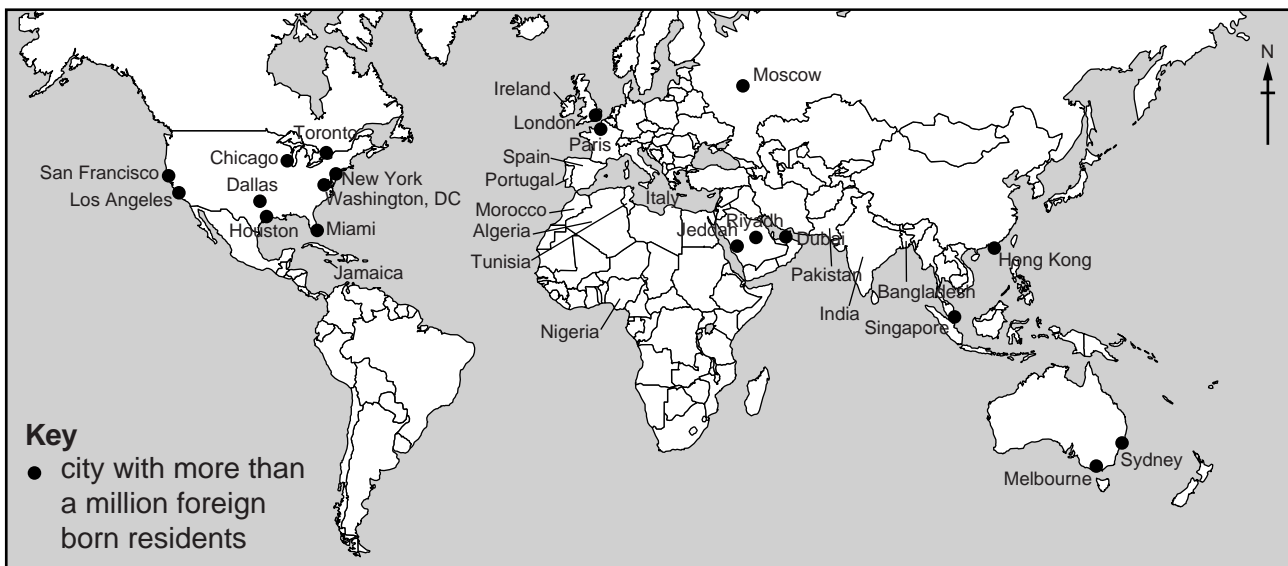 N
Moscow
Ireland
London
Paris
Toronto
Chicago
Spain
San Francisco
New York
Portugal
Dallas
Washington, DC
Los Angeles
Italy
Morocco
Riyadh
Houston
Miami
Algeria
Jeddah
Dubai
Hong Kong
Tunisia
Pakistan
Jamaica
Bangladesh
India
Nigeria
Singapore
Key
city with more than
a million foreign
born residents
Sydney
Melbourne